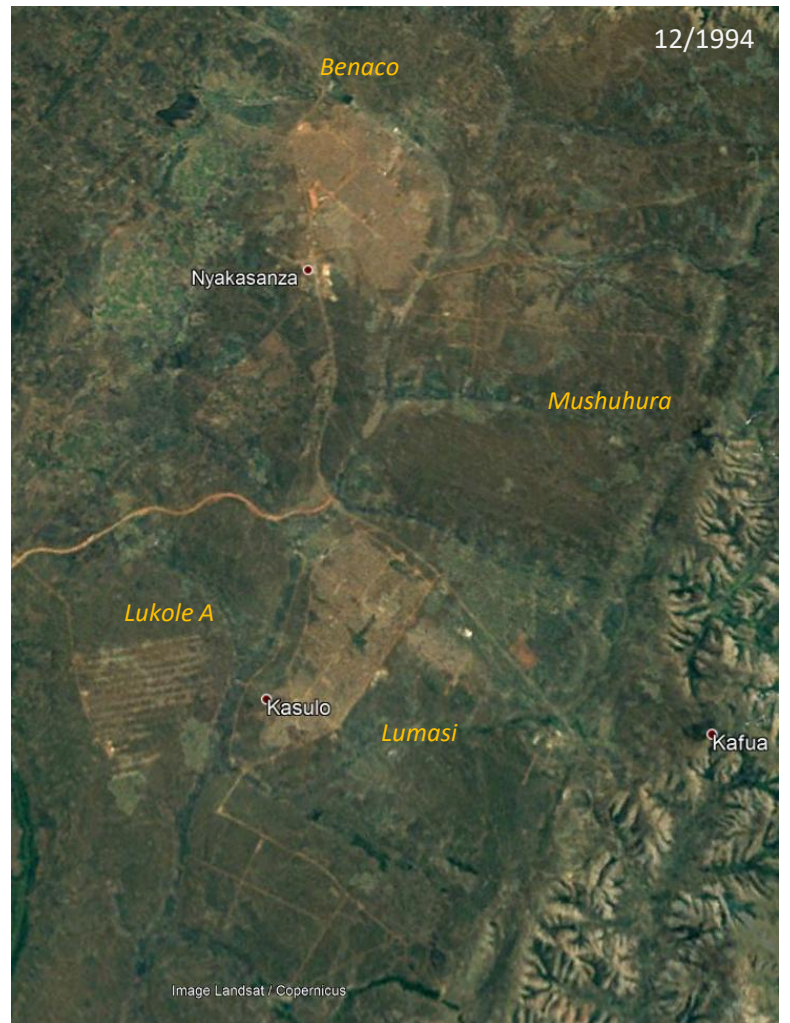 12/1994
Benaco
Nyakasanza
Mushuhura
Lukole A
Kasulo
Lumasi
Kafua
Image Landsat / Copernicus